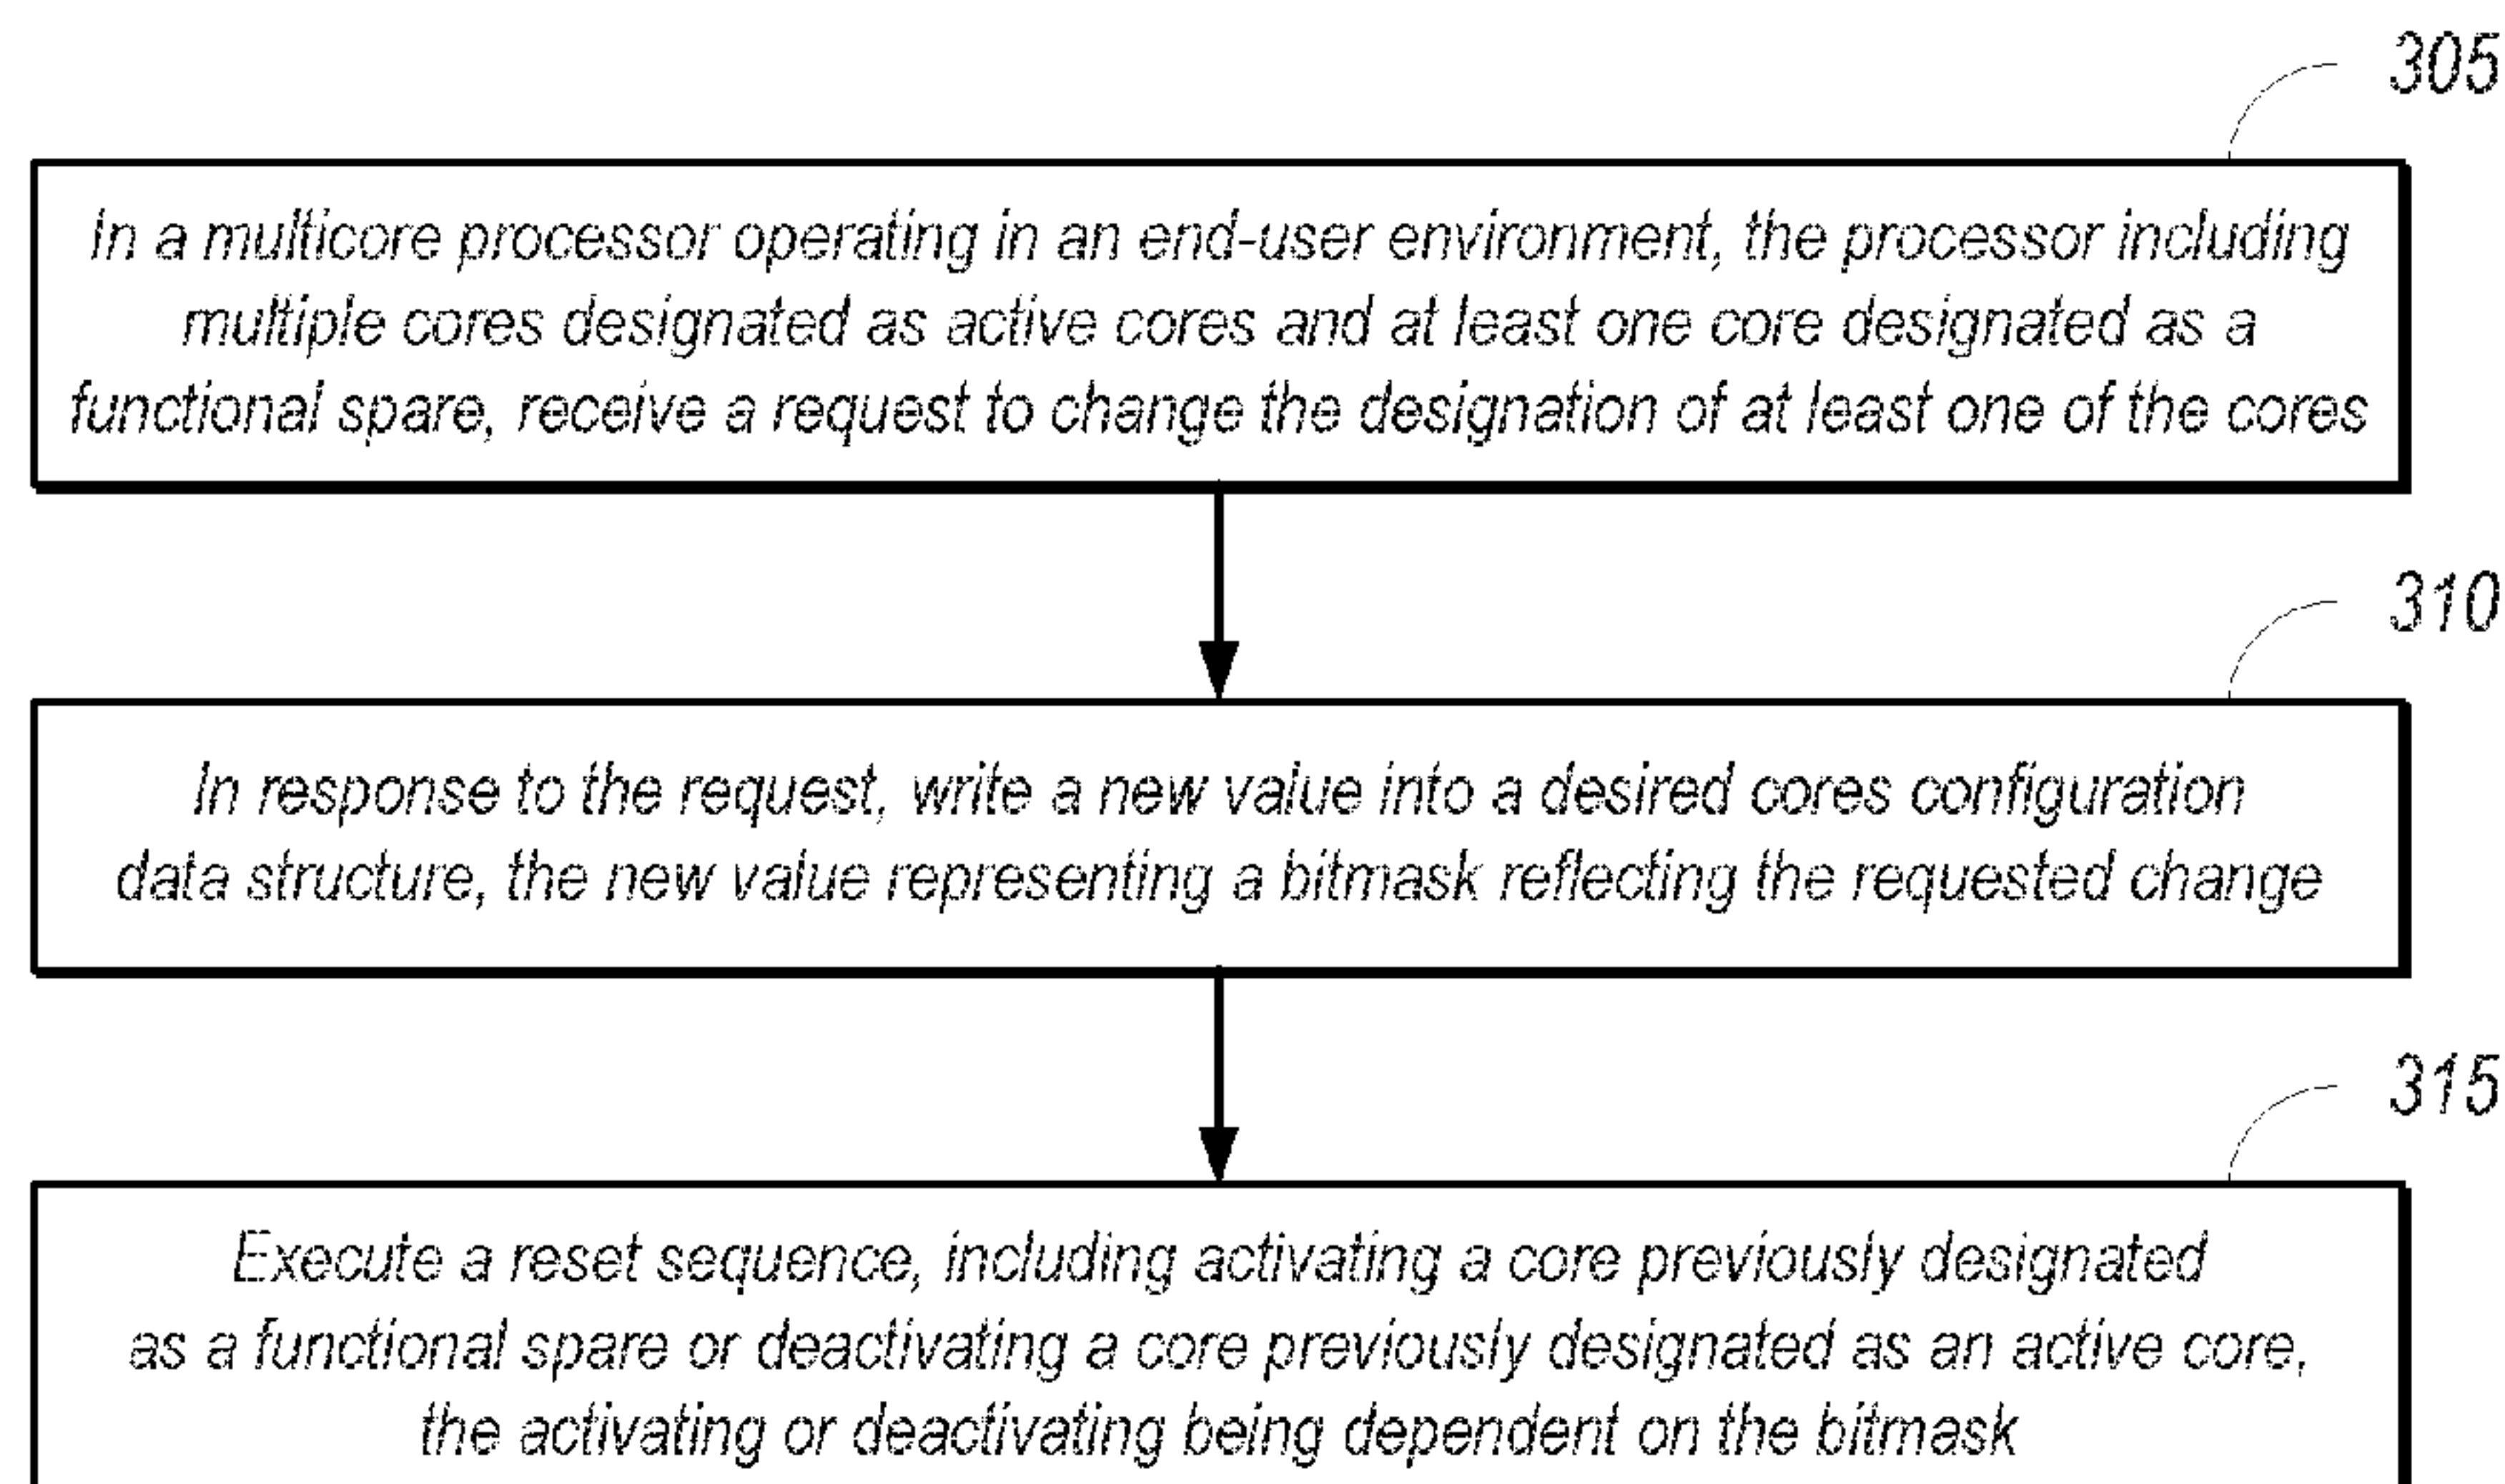 305
In a multicore processor operating in an end-user environment, the processor including
multiple cores designated as active cores and at least one core designated as a
functional spare, receive a request to change the designation of at least one of the cores
310
In response to the request, write a new value into a desired cores configuration
data structure, the new value representing a bitmask reflecting the requested change
315
Execute a reset sequence, including activating a core previously designated
as a functional spare or deactivating a core previously designated as an active core,
the activating or deactivating being dependent on the bitmask